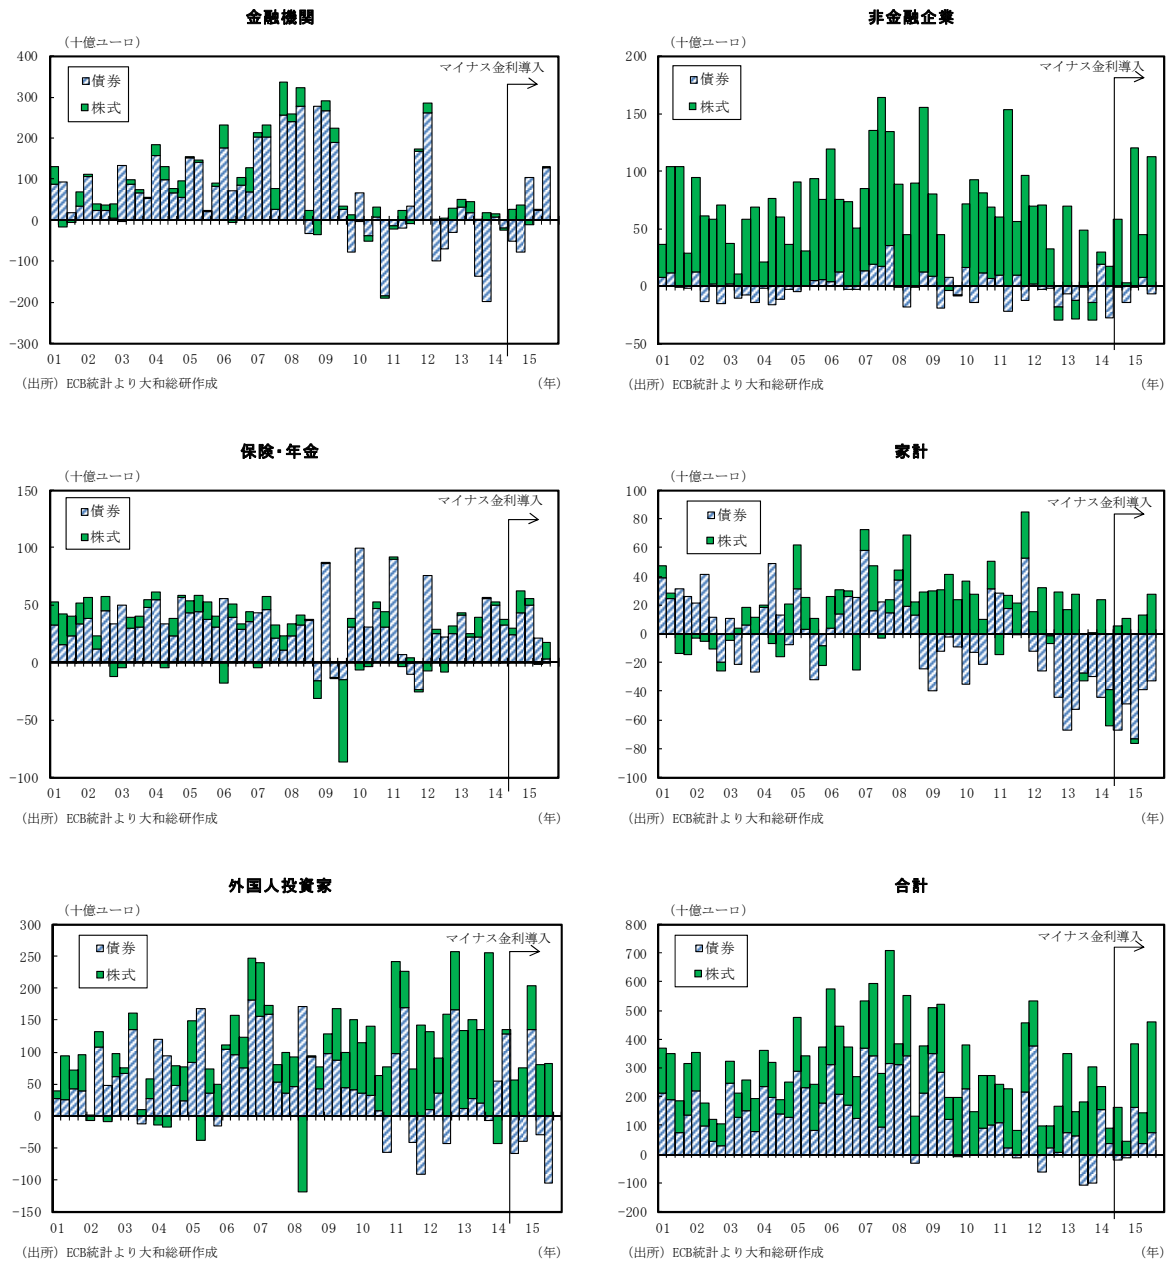 金融機関
（十億ユーロ）
マイナス金利導入
債券
株式
400
300
200
100
0
−100
−200
−300
01 02 03 04 05 06 07 08 09 10 11 12 13 14 15
（出所）ECB統計より大和総研作成 （年）
非金融企業
（十億ユーロ）
マイナス金利導入
債券
株式
200
150
100
50
0
−50
01 02 03 04 05 06 07 08 09 10 11 12 13 14 15
（出所）ECB統計より大和総研作成 （年）
保険・年金
（十億ユーロ）
マイナス金利導入
債券
株式
150
100
50
0
−50
−100
01 02 03 04 05 06 07 08 09 10 11 12 13 14 15
（出所）ECB統計より大和総研作成 （年）
家計
（十億ユーロ）
マイナス金利導入
債券
株式
100
80
60
40
20
0
−20
−40
−60
−80
−100
01 02 03 04 05 06 07 08 09 10 11 12 13 14 15
（出所）ECB統計より大和総研作成 （年）
外国人投資家
（十億ユーロ）
マイナス金利導入
債券
株式
300
250
200
150
100
50
0
−50
−100
−150
01 02 03 04 05 06 07 08 09 10 11 12 13 14 15
（出所）ECB統計より大和総研作成 （年）
合計
（十億ユーロ）
マイナス金利導入
債券
株式
800
700
600
500
400
300
200
100
0
−100
−200
01 02 03 04 05 06 07 08 09 10 11 12 13 14 15
（出所）ECB統計より大和総研作成 （年）